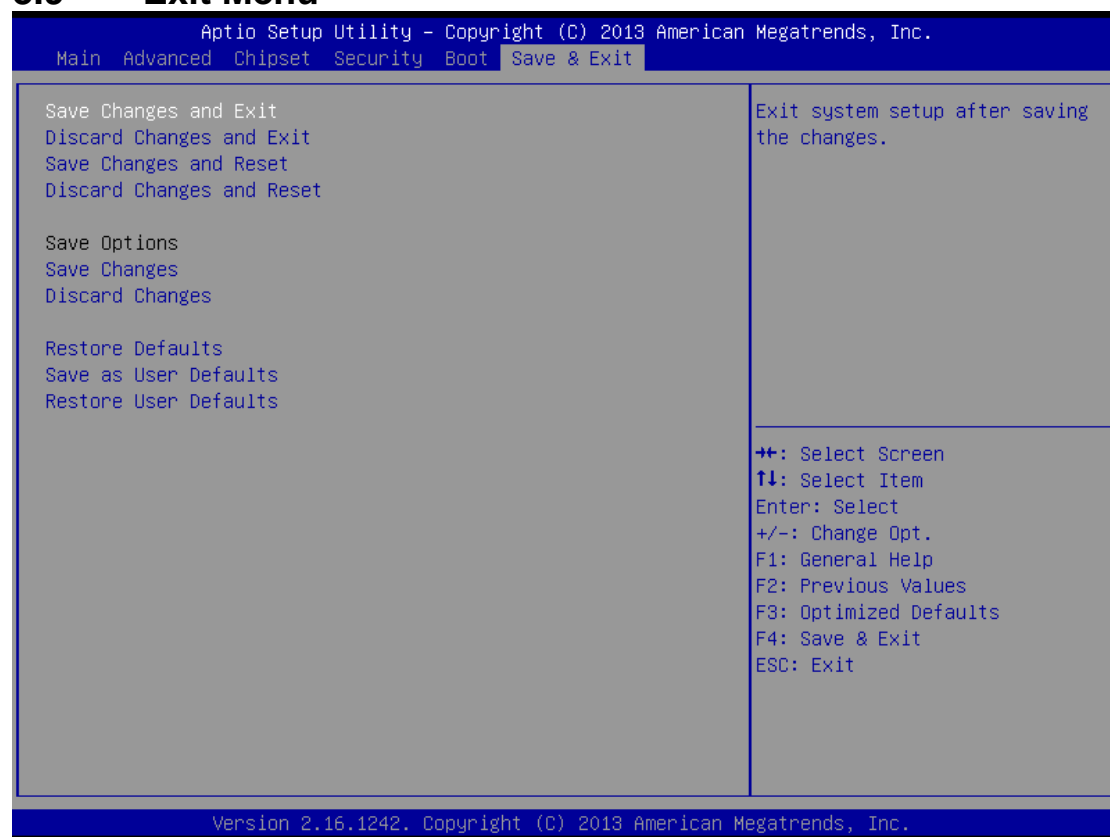 Exit Menu
Aptio Setup Utility – Copyright (C) 2013 American Megatrends, Inc.
Main Advanced Chipset Security Boot Save & Exit
Save Changes and Exit
Discard Changes and Exit
Save Changes and Reset
Discard Changes and Reset
Save Options
Save Changes
Discard Changes
Restore Defaults
Save as User Defaults
Restore User Defaults
Exit system setup after saving
the changes.
→←: Select Screen
↑↓: Select Item
Enter: Select
+/-: Change Opt.
F1: General Help
F2: Previous Values
F3: Optimized Defaults
F4: Save & Exit
ESC: Exit
Version 2.16.1242. Copyright (C) 2013 American Megatrends, Inc.